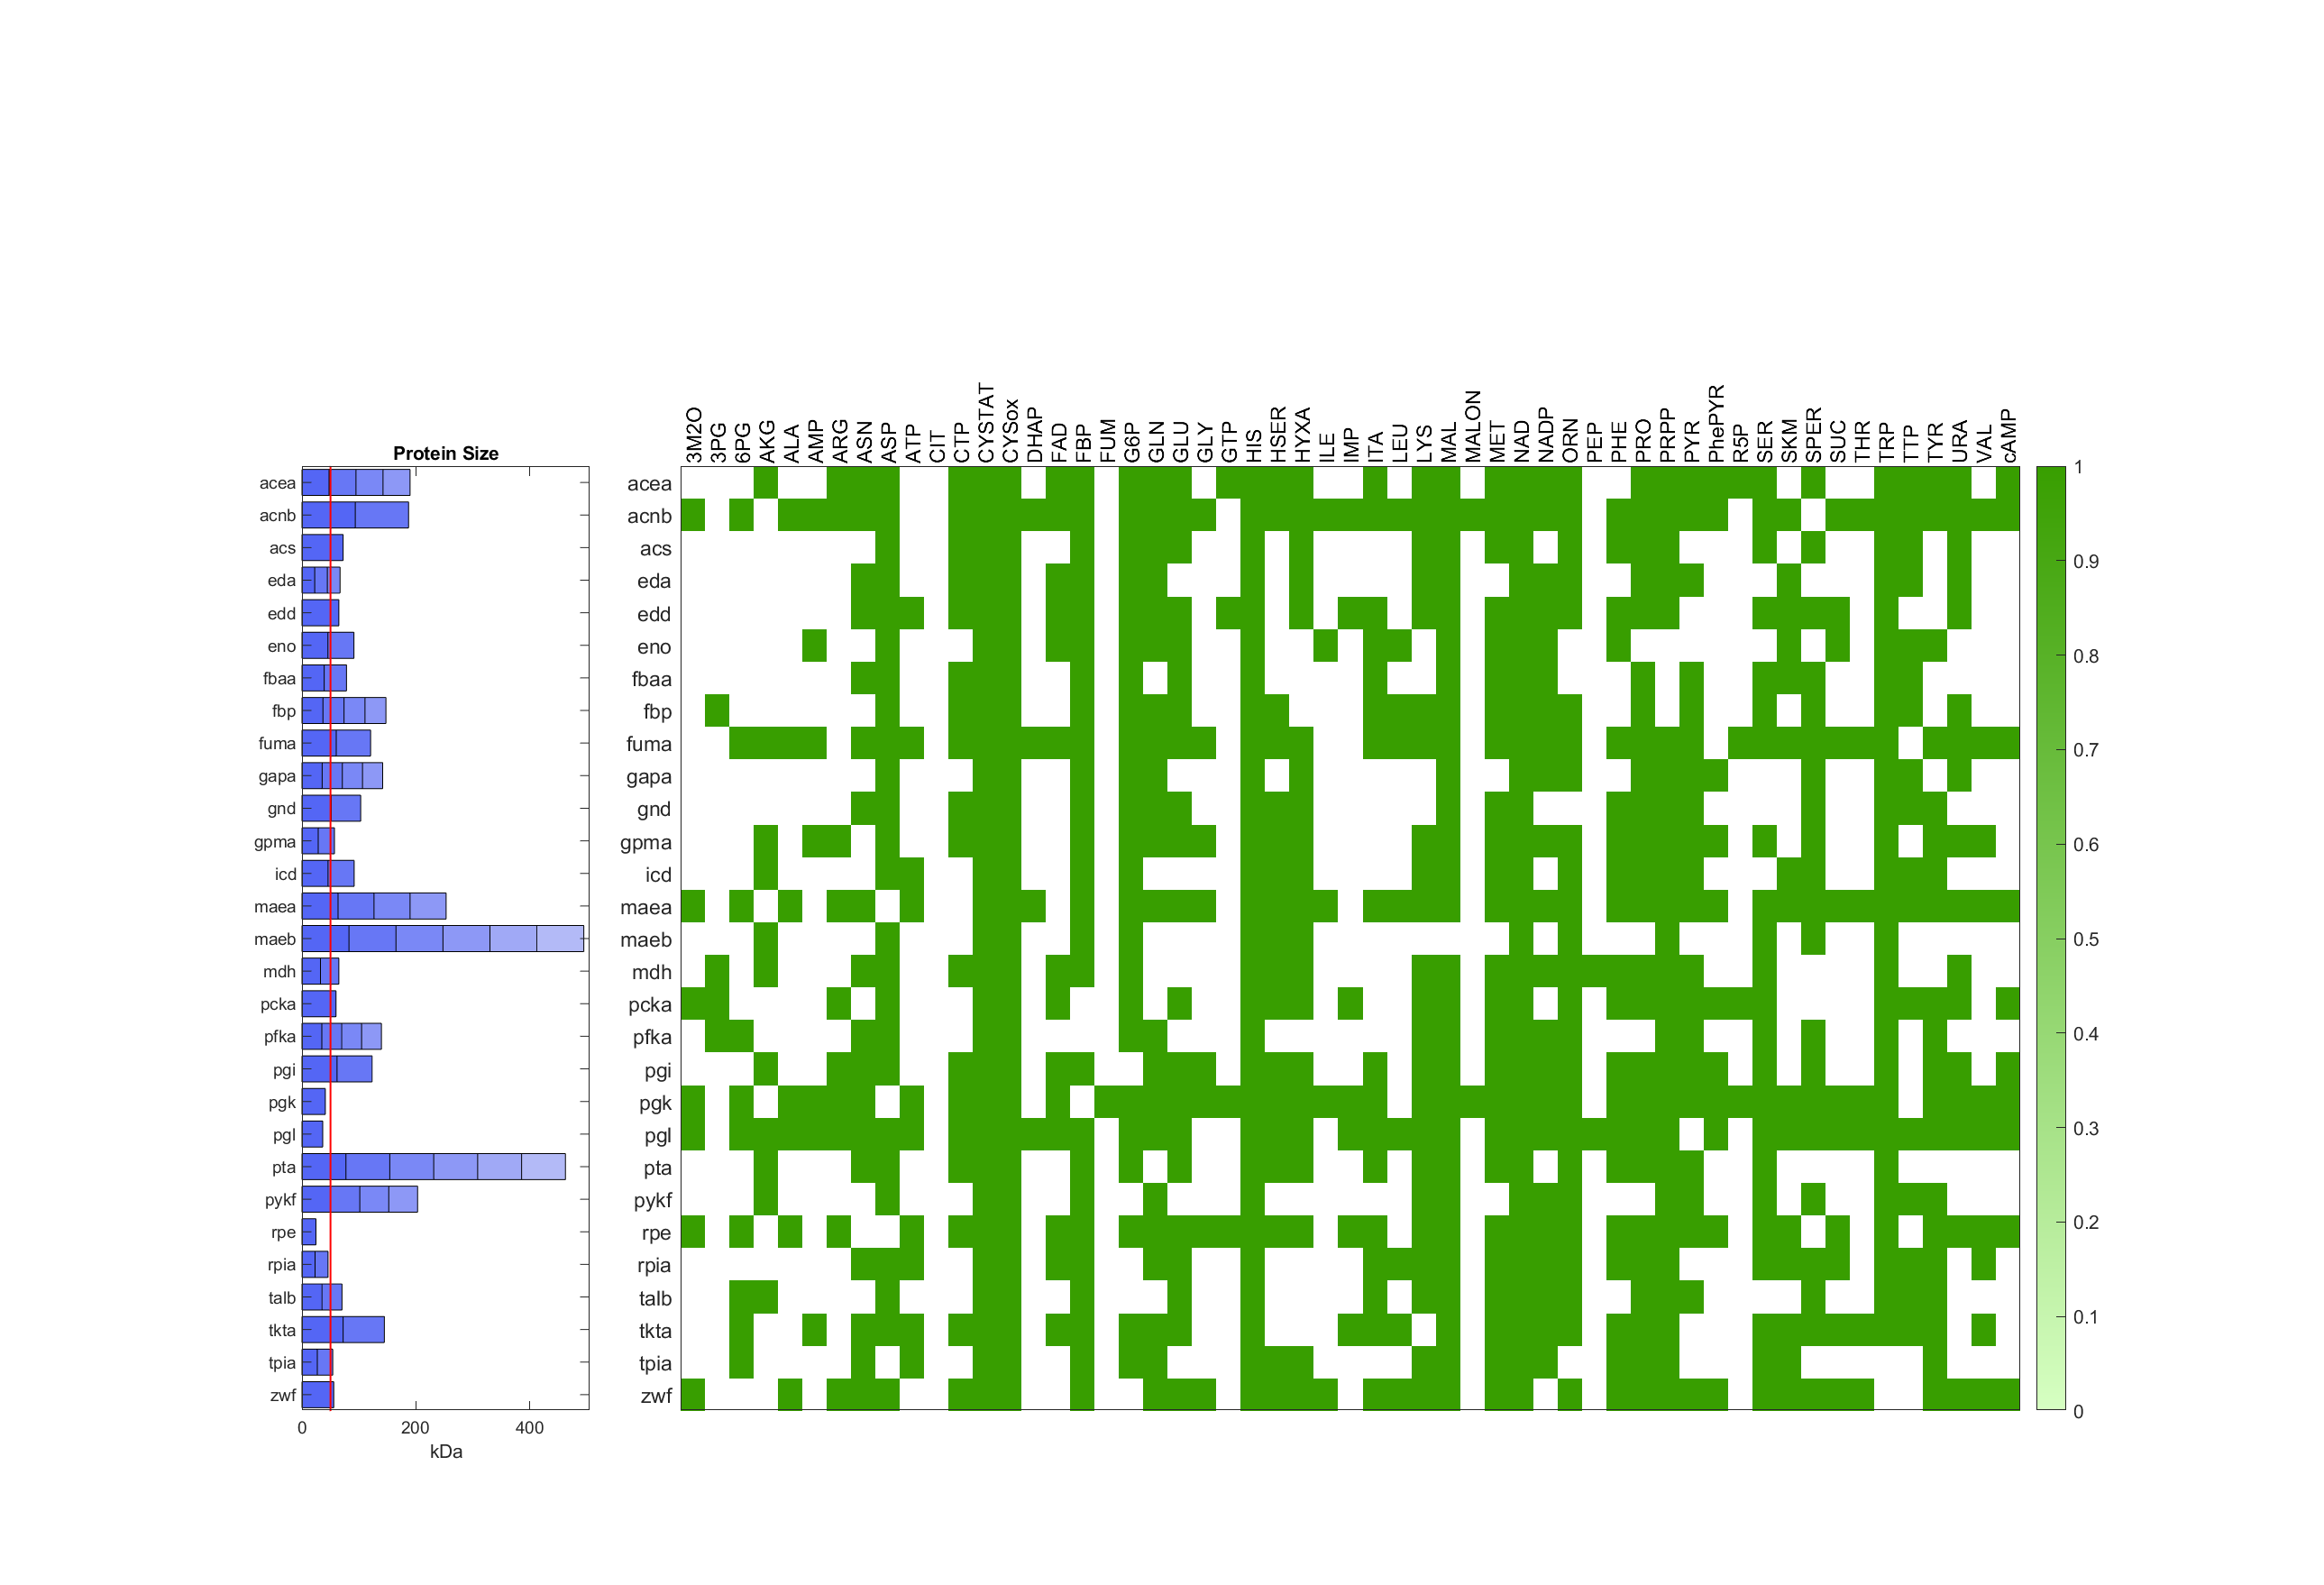 Protein Size
acea
acnb
acs
eda
edd
eno
fbaa
fbp
fuma
gapa
gnd
gpma
icd
maea
maeb
mdh
pcka
pfka
pgi
pgk
pgl
pta
pykf
rpe
rpia
talb
tkta
tpia
zwf
0 200 400
kDa
3M2O 3PG 6PG AKG ALA AMP ARG ASN ASP ATP CIT CTP CYSTAT CYSox DHAP FAD FBP FUM G6P GLN GLU GLY GTP HIS HSER HYXA ILE IMP ITA LEU LYS MAL MALON MET NAD NADP ORN PEP PHE PRO PRPP PYR PhePYR R5P SER SKM SPER SUC THR TRP TTP TYR URA VAL cAMP
acea
acnb
acs
eda
edd
eno
fbaa
fbp
fuma
gapa
gnd
gpma
icd
maea
maeb
mdh
pcka
pfka
pgi
pgk
pgl
pta
pykf
rpe
rpia
talb
tkta
tpia
zwf
1
0.9
0.8
0.7
0.6
0.5
0.4
0.3
0.2
0.1
0